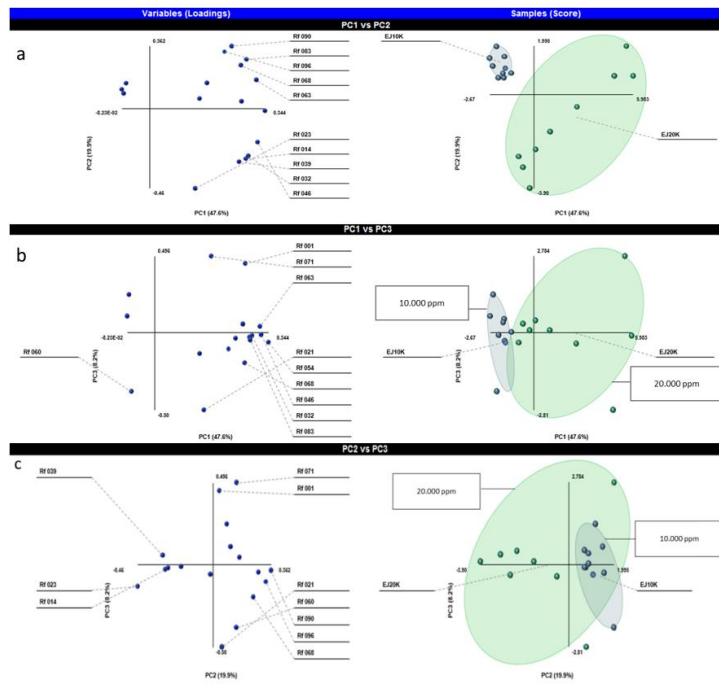 Variables (Loadings)
Samples (Score)
PC1 vs PC2
a
0.362
Rf 090
Rf 083
Rf 096
Rf 068
Rf 063
-0.23E-02
0.344
Rf 023
Rf 014
Rf 039
Rf 032
Rf 046
-0.46
PC2 (19.9%)
PC1 (47.6%)
1.998
EJ10K
-2.67
5.983
EJ20K
-3.90
PC2 (19.9%)
PC1 (47.6%)
PC1 vs PC3
b
0.496
Rf 001
Rf 071
Rf 063
-0.23E-02
0.344
Rf 060
Rf 021
Rf 054
Rf 068
Rf 046
Rf 032
Rf 083
-0.50
PC3 (8.2%)
PC1 (47.6%)
2.784
10.000 ppm
-2.67
5.983
EJ10K
EJ20K
20.000 ppm
-2.81
PC3 (8.2%)
PC1 (47.6%)
PC2 vs PC3
c
Rf 039
0.496
Rf 071
Rf 001
-0.46
0.362
Rf 023
Rf 014
Rf 021
Rf 060
Rf 090
Rf 096
Rf 068
-0.50
PC3 (8.2%)
PC2 (19.9%)
20.000 ppm
2.784
10.000 ppm
-3.90
1.998
EJ20K
EJ10K
-2.81
PC3 (8.2%)
PC2 (19.9%)